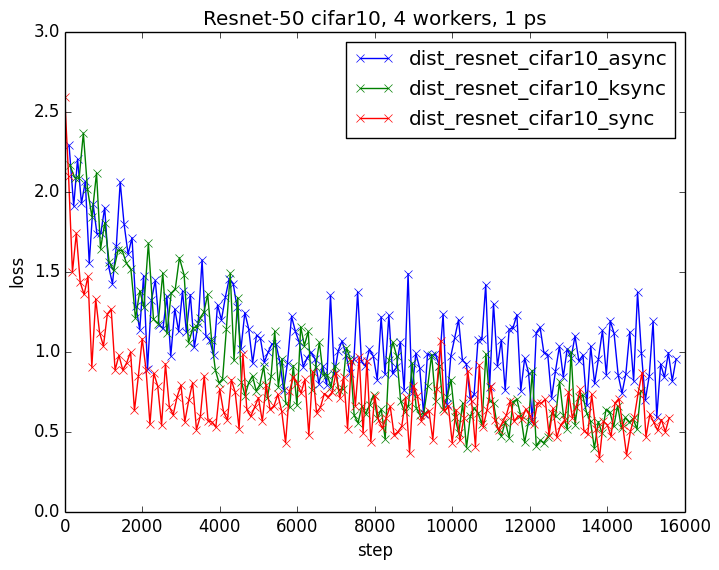 Resnet-50 cifar10, 4 workers, 1 ps
dist_resnet_cifar10_async
dist_resnet_cifar10_ksync
dist_resnet_cifar10_sync
3.0
2.5
2.0
1.5
1.0
0.5
0.0
loss
0 2000 4000 6000 8000 10000 12000 14000 16000
step